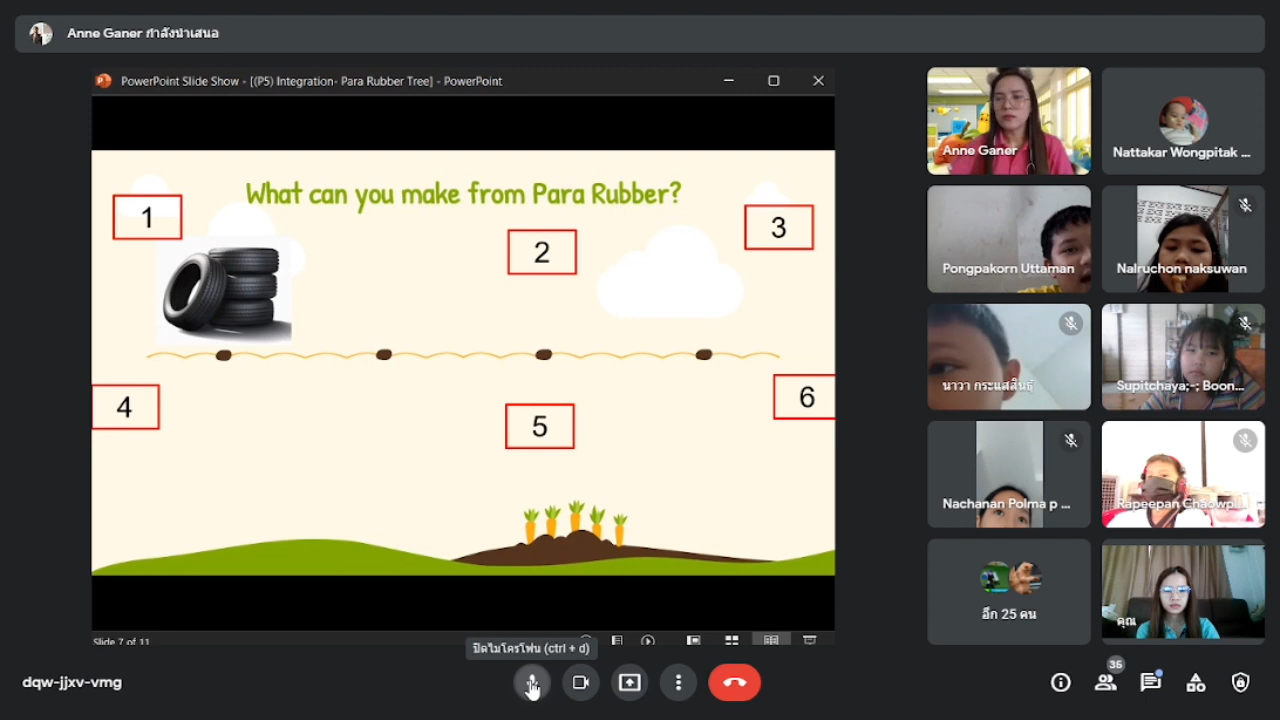 Anne Ganer กำลังนำเสนอ
PowerPoint Slide Show - [(P5) Integration- Para Rubber Tree] - PowerPoint
What can you make from Para Rubber?
1
2
3
4
5
6
Slide 7 of 11
Anne Ganer
Nattakar Wongpitak ...
Pongpakorn Uttaman
Nalruchon naksuwan
นาวา กระแสสินธุ์
Supitchaya;-; Boon...
Nachanan Polma p ...
Rapeepan Chaowpl...
อีก 25 คน
คุณ
ปิดไมโครโฟน (ctrl + d)
dqw-jjxv-vmg
35